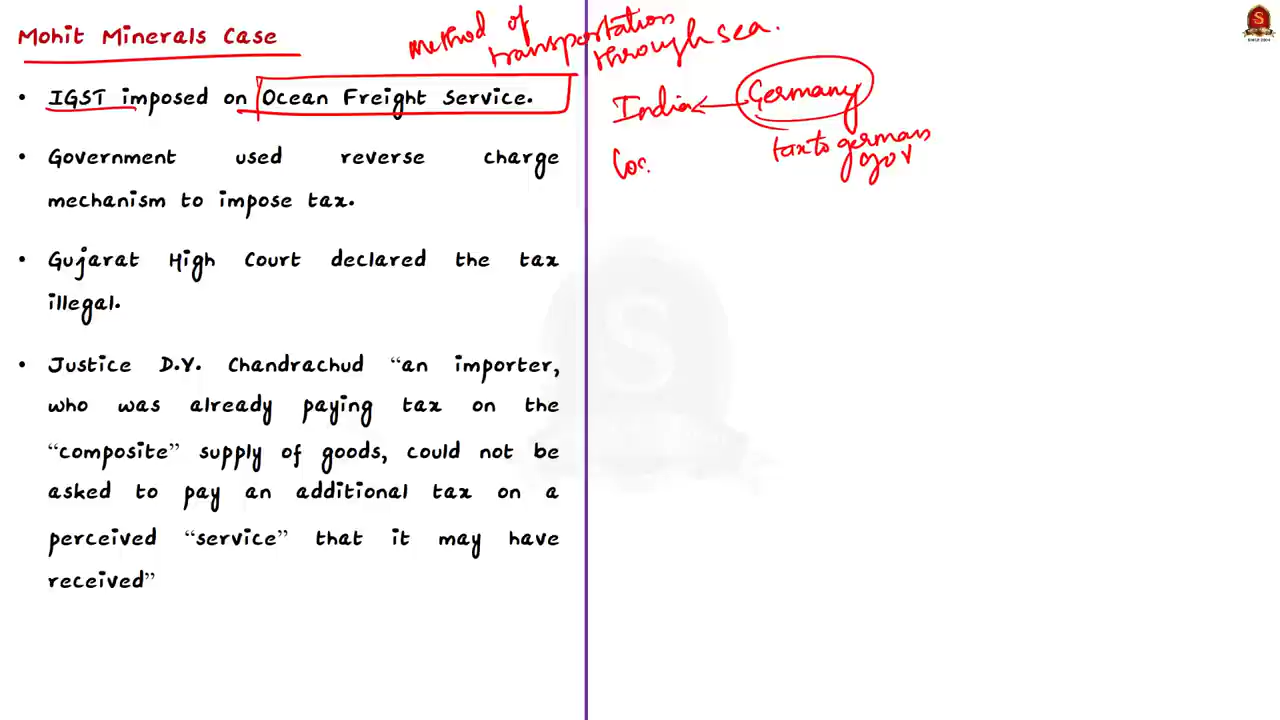 Mohit Minerals Case
method of
transportation
through sea.
• IGST imposed on Ocean Freight Service.
India ← Germany
tax to german
gov
• Government used reverse charge
mechanism to impose tax.
• Gujarat High Court declared the tax
illegal.
• Justice D.Y. Chandrachud “an importer,
who was already paying tax on the
“composite” supply of goods, could not be
asked to pay an additional tax on a
perceived “service” that it may have
received”
S
S